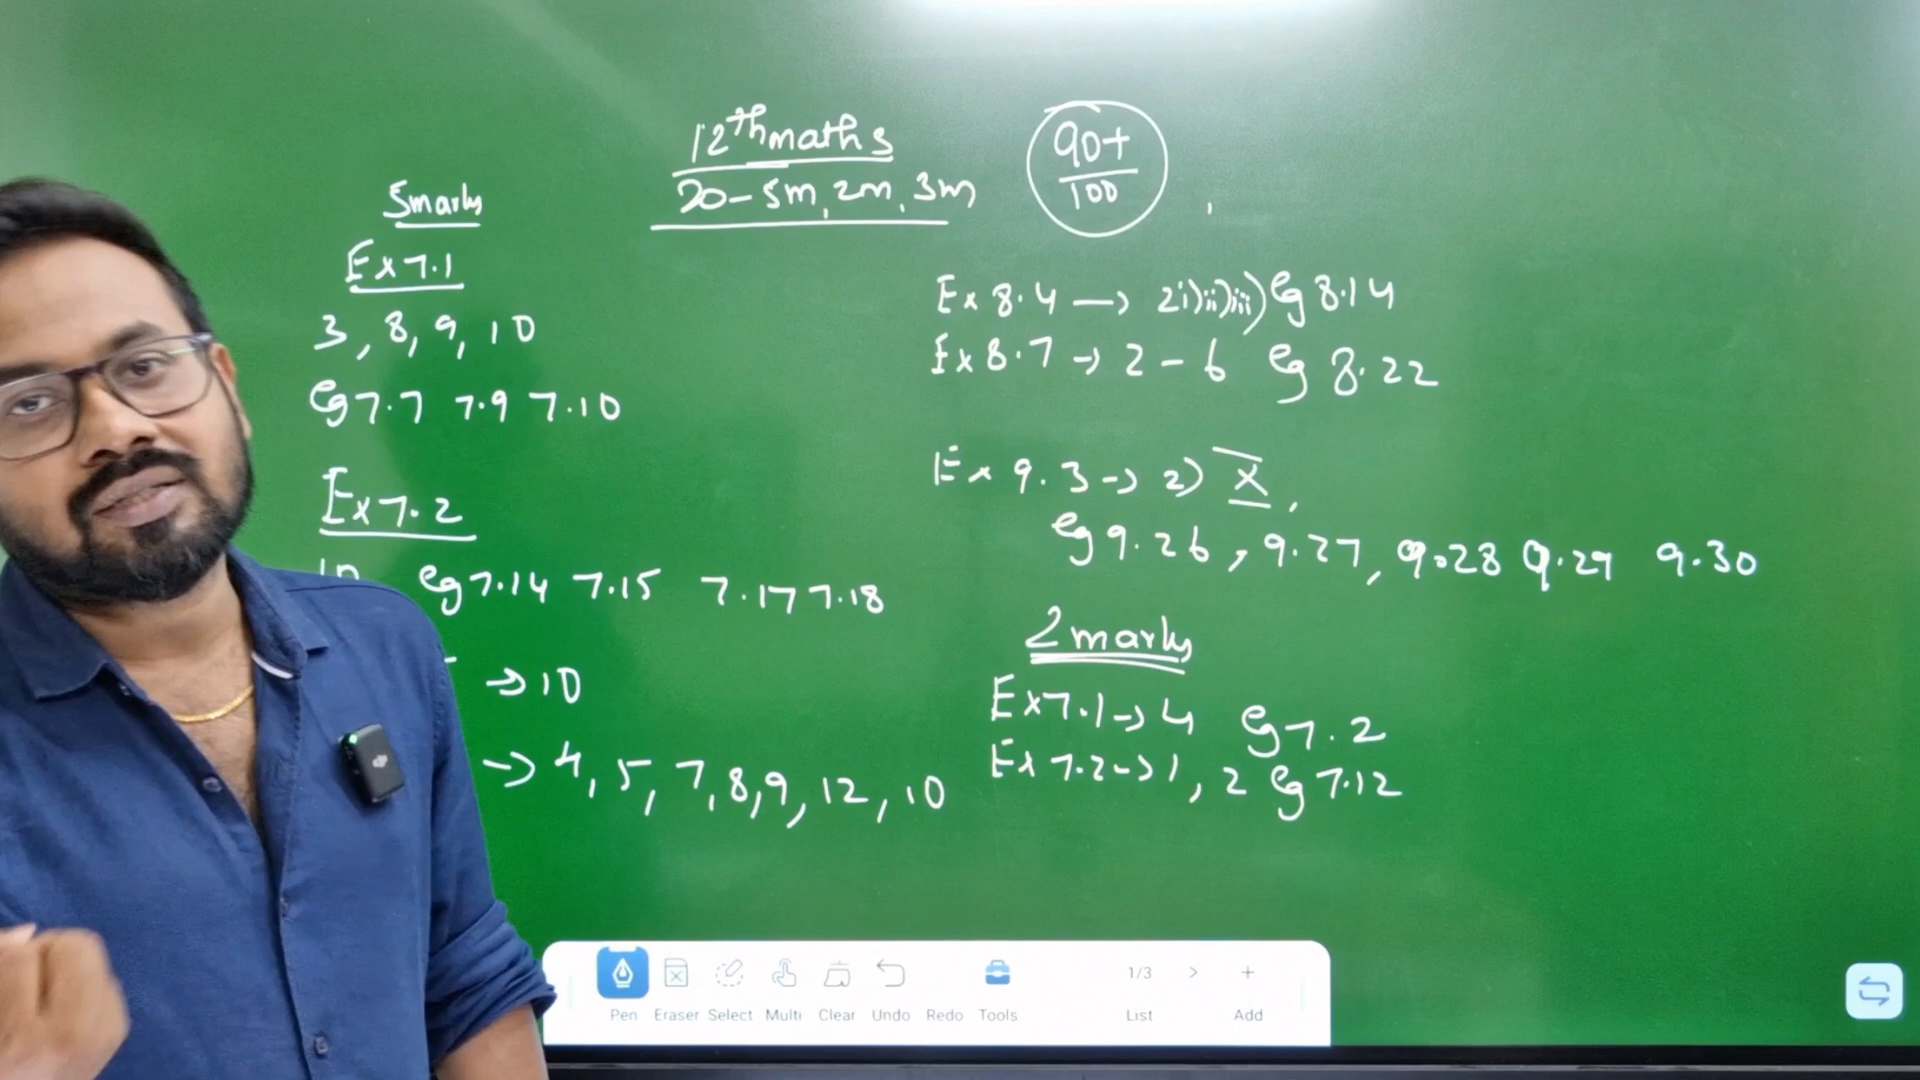 12th maths
20 - 5m, 2m, 3m
90+
100
5 marks
Ex 7.1
3, 8, 9, 10
eg 7.7 7.9 7.10
Ex 7.2
10 eg 7.14 7.15 7.17 7.18
→ 10
→ 4, 5, 7, 8, 9, 12, 10
Ex 8.4 → 2 i) ii) iii) eg 8.14
Ex 8.7 → 2 - 6 eg 8.22
Ex 9.3 → 2) X,
eg 9.26, 9.27, 9.28 9.29 9.30
2 marks
Ex 7.1 → 4 eg 7.2
Ex 7.2 → 1, 2 eg 7.12
1/3
Pen Eraser Select Multi Clear Undo Redo Tools List Add